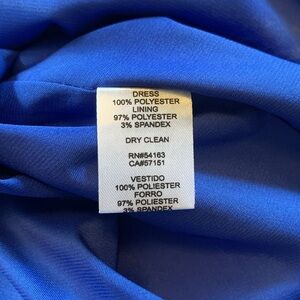 DRESS
100% POLYESTER
LINING
97% POLYESTER
3% SPANDEX
DRY CLEAN
RN#54163
CA#57151
VESTIDO
100% POLIESTER
FORRO
97% POLIESTER
3% SPANDEX